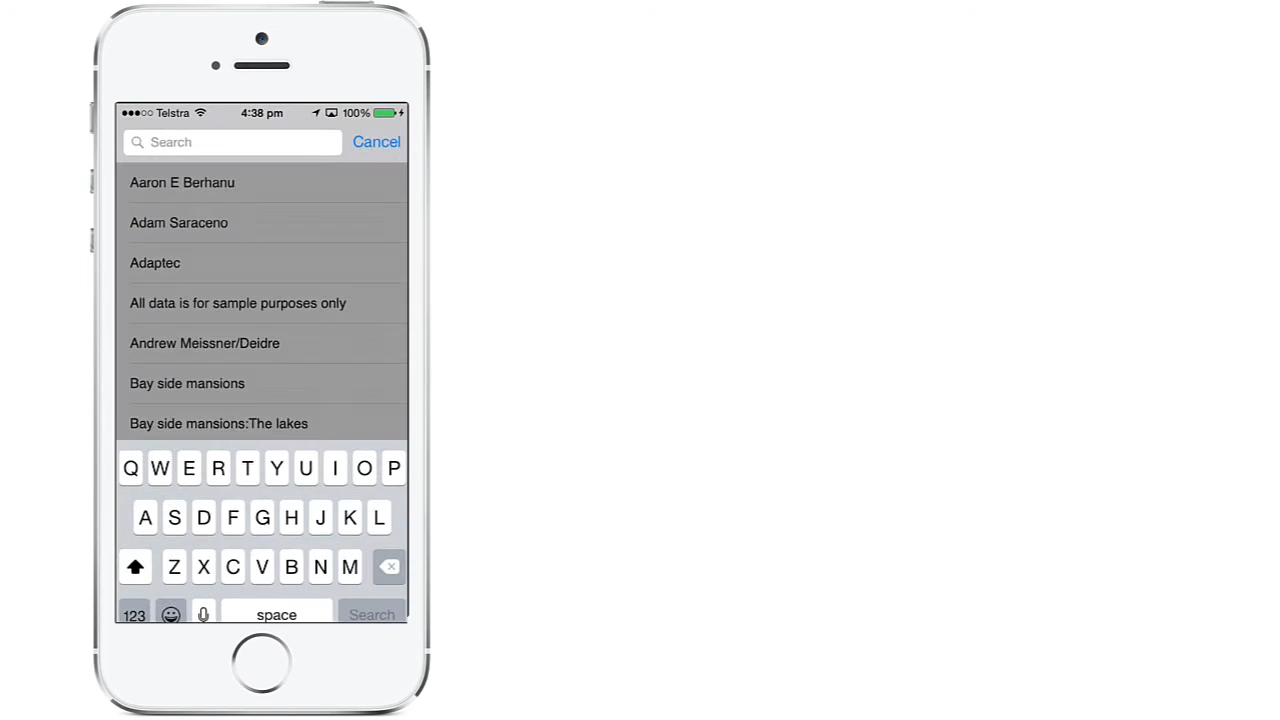 Telstra 4:38 pm 100%
Search Cancel
Aaron E Berhanu
Adam Saraceno
Adaptec
All data is for sample purposes only
Andrew Meissner/Deidre
Bay side mansions
Bay side mansions:The lakes
Q W E R T Y U I O P
A S D F G H J K L
Z X C V B N M
123 space Search